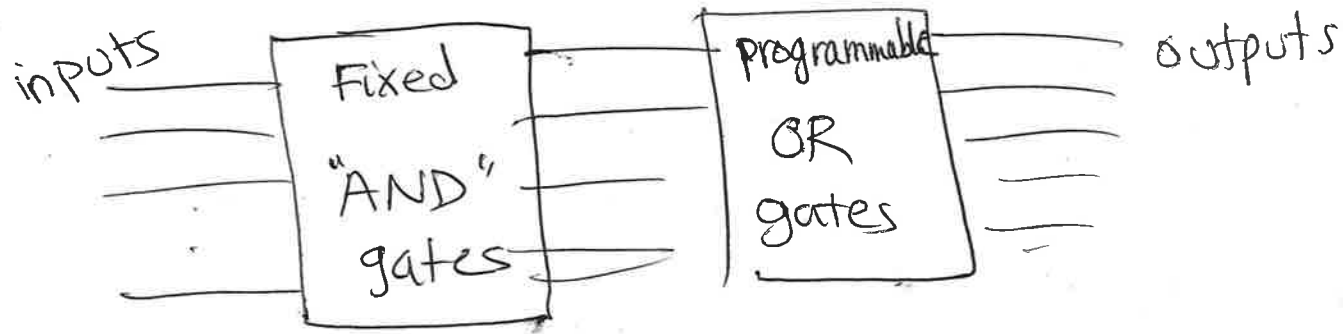 inputs
Fixed
"AND"
gates
programmable
OR
gates
outputs